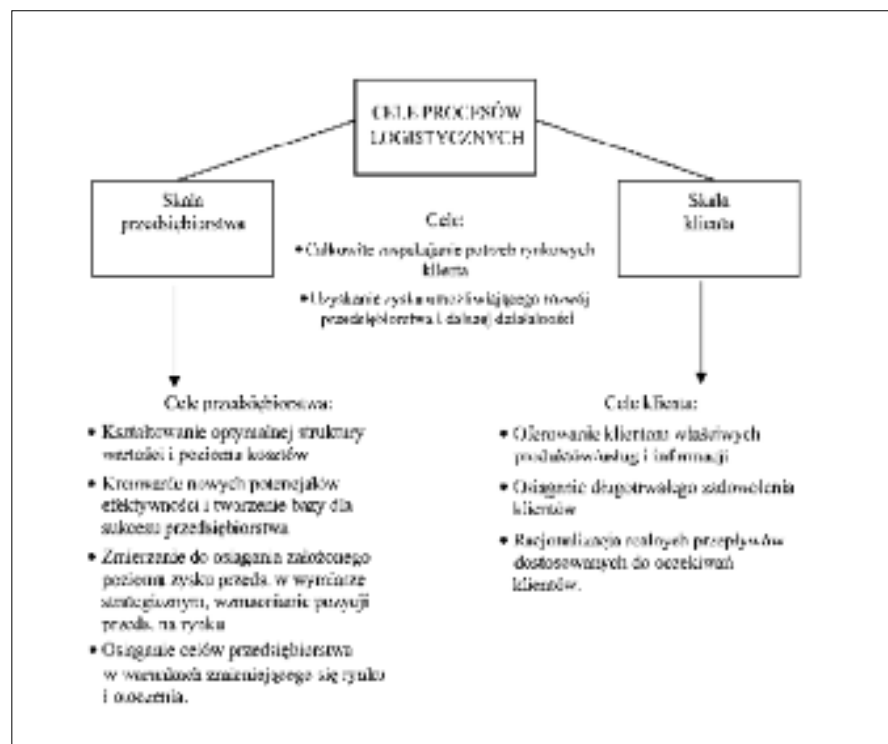 CELE PROCESÓW
LOGISTYCZNYCH
Skala
przedsiębiorstwa
Skala
klienta
Cele:
• Całkowite zaspokajanie potrzeb rynkowych
klienta
• Uzyskanie zysku umożliwiającego rozwój
przedsiębiorstwa i dalszej działalności
Cele przedsiębiorstwa:
• Kształtowanie optymalnej struktury
wartości i poziomu kosztów
• Kreowanie nowych potencjałów
efektywności i tworzenie bazy dla
sukcesu przedsiębiorstwa
• Zmierzanie do osiągania założonego
poziomu zysku przeds. w wymiarze
strategicznym, wzmacnianie pozycji
przeds. na rynku
• Osiąganie celów przedsiębiorstwa
w warunkach zmieniającego się rynku
i otoczenia.
Cele klienta:
• Oferowanie klientom właściwych
produktów/usług i informacji
• Osiąganie długotrwałego zadowolenia
klientów
• Racjonalizacja realnych przepływów
dostosowanych do oczekiwań
klientów.